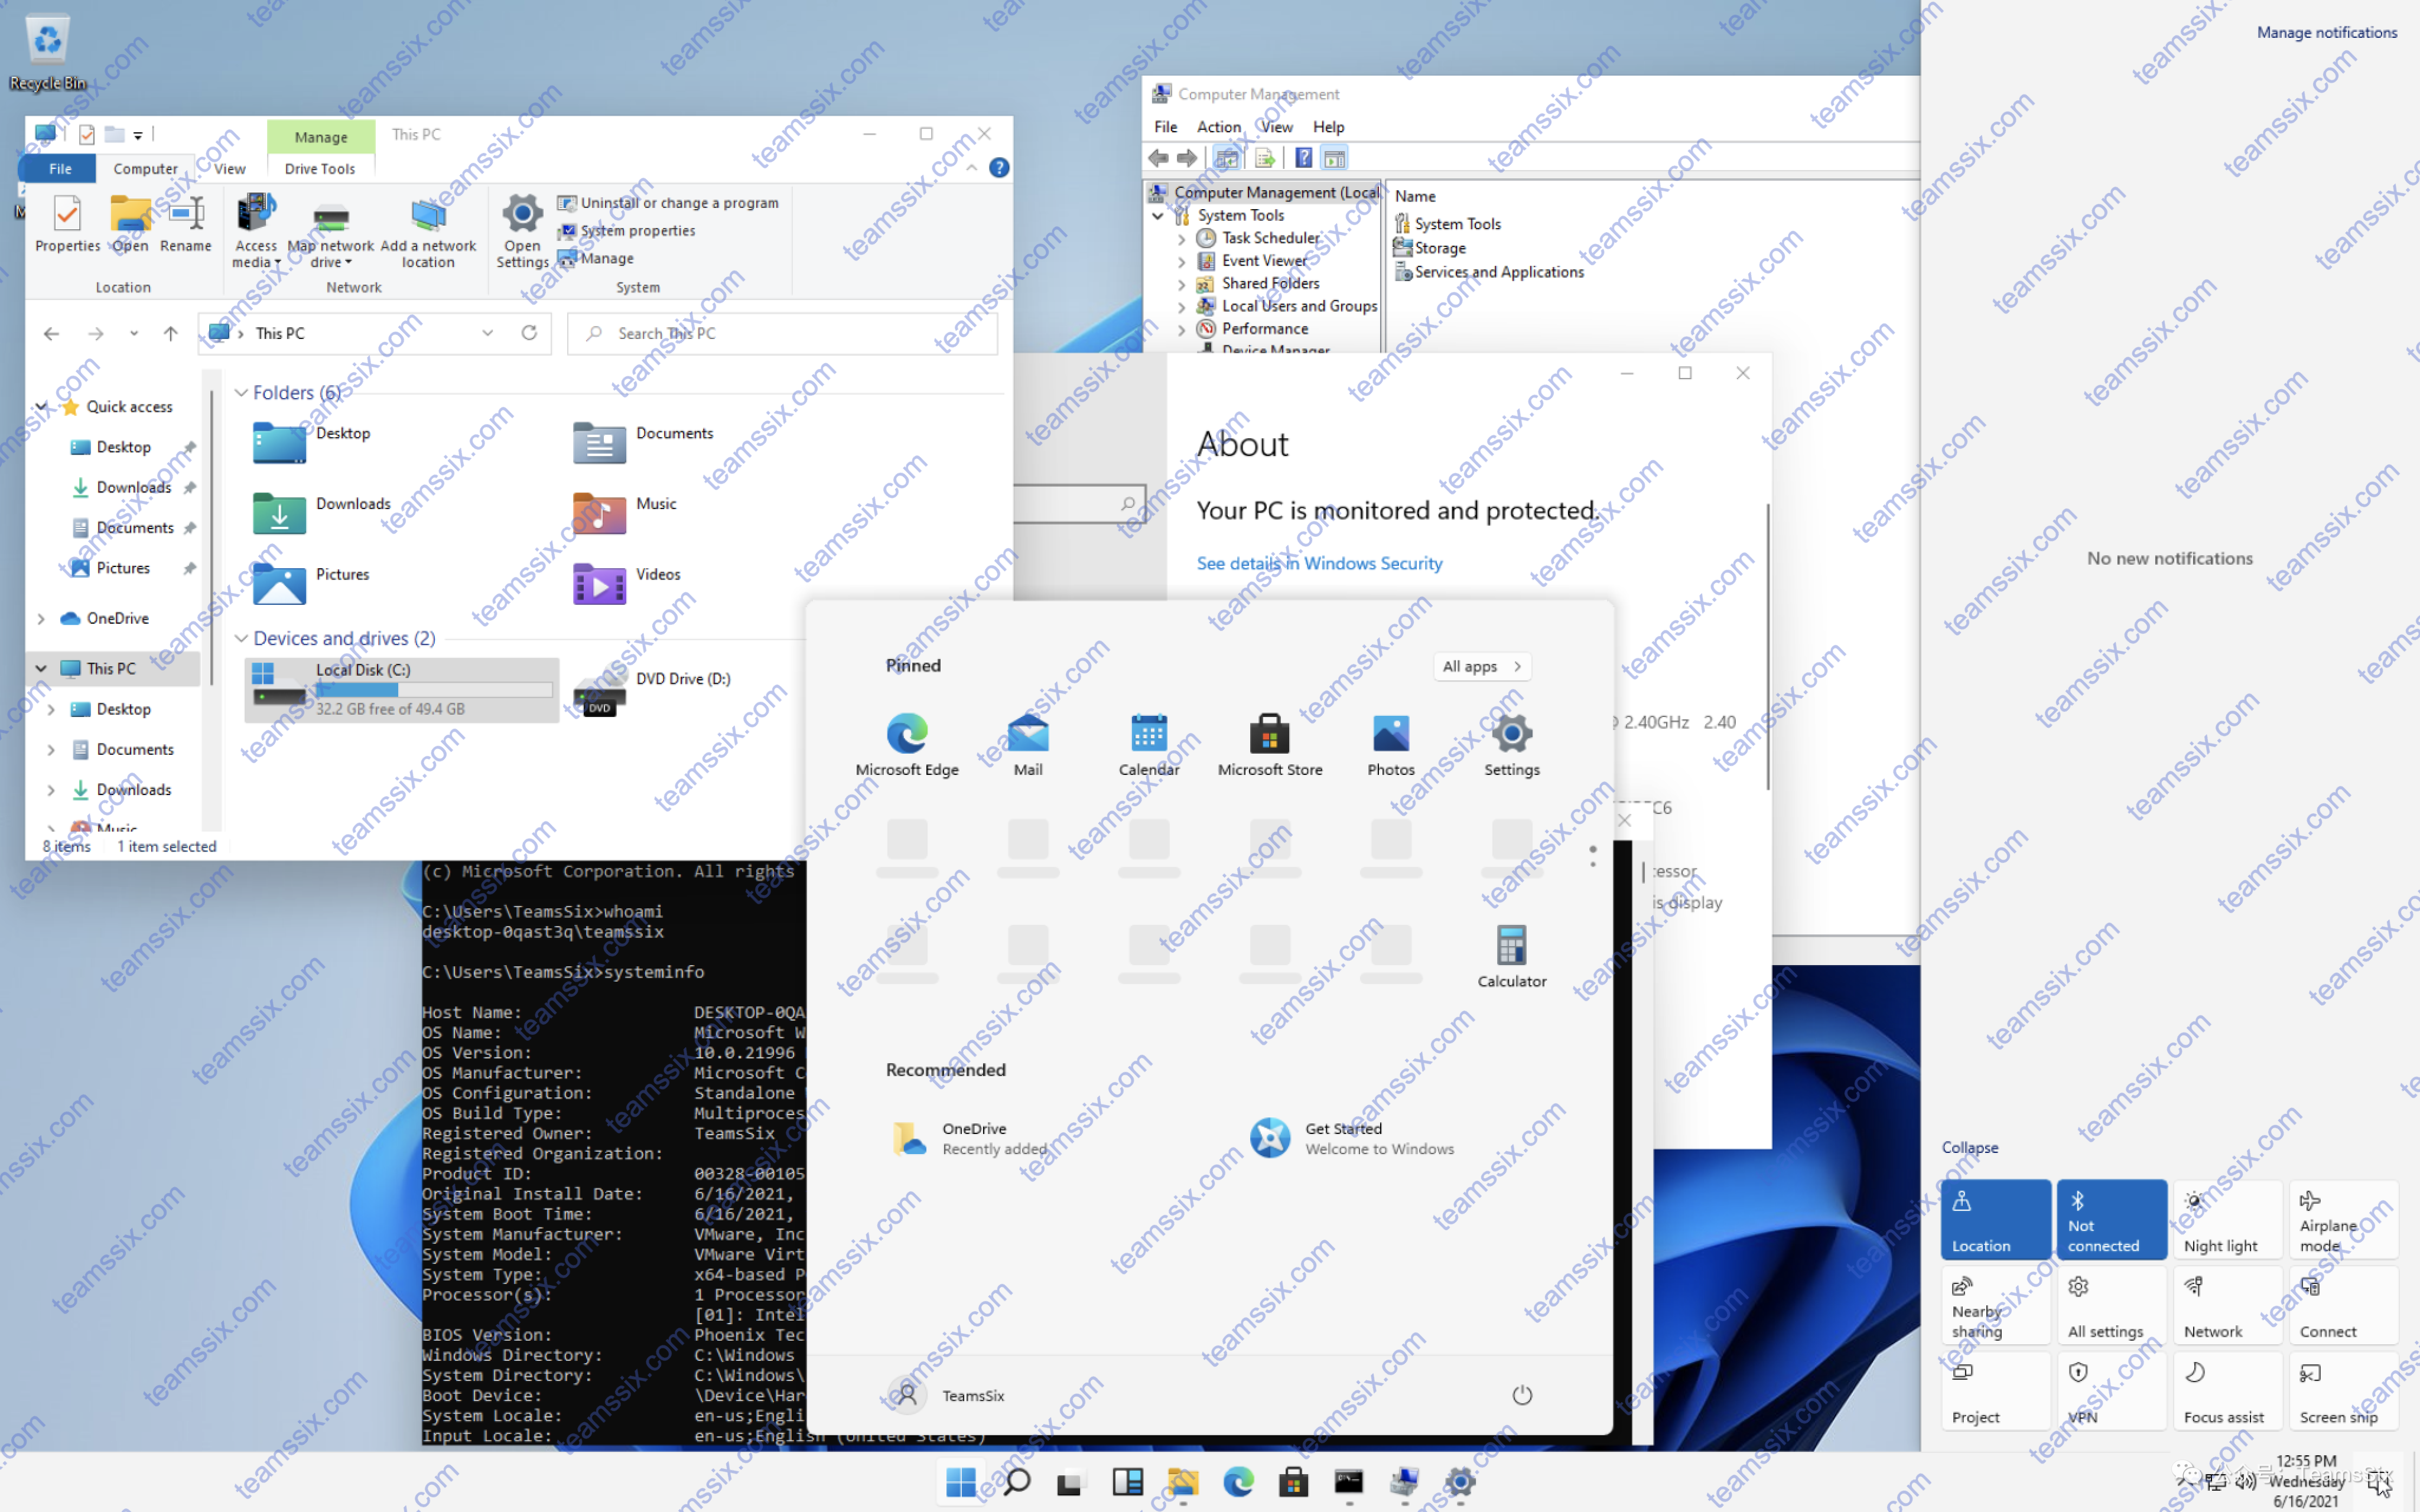 Recycle Bin
Manage
This PC
File
Computer
View
Drive Tools
Properties
Open
Rename
Access media
Map network drive
Add a network location
Open Settings
Uninstall or change a program
System properties
Manage
Location
Network
System
This PC
Search This PC
Quick access
Desktop
Downloads
Documents
Pictures
OneDrive
This PC
Desktop
Documents
Downloads
Music
Folders (6)
Desktop
Documents
Downloads
Music
Pictures
Videos
Devices and drives (2)
Local Disk (C:)
32.2 GB free of 49.4 GB
DVD Drive (D:)
DVD
8 items
1 item selected
Computer Management
File Action View Help
Computer Management (Local
System Tools
Task Scheduler
Event Viewer
Shared Folders
Local Users and Groups
Performance
Device Manager
Name
System Tools
Storage
Services and Applications
About
Your PC is monitored and protected.
See details in Windows Security
2.40GHz 2.40
C6
is display
(c) Microsoft Corporation. All rights
C:\Users\TeamsSix>whoami
desktop-0qast3q\teamssix
C:\Users\TeamsSix>systeminfo
Host Name: DESKTOP-0QA
OS Name: Microsoft W
OS Version: 10.0.21996
OS Manufacturer: Microsoft C
OS Configuration: Standalone
OS Build Type: Multiproces
Registered Owner: TeamsSix
Registered Organization:
Product ID: 00328-00105
Original Install Date: 6/16/2021,
System Boot Time: 6/16/2021,
System Manufacturer: VMware, Inc
System Model: VMware Virt
System Type: x64-based P
Processor(s): 1 Processor
[01]: Intel
BIOS Version: Phoenix Tec
Windows Directory: C:\Windows
System Directory: C:\Windows\
Boot Device: \Device\Har
System Locale: en-us;Engli
Input Locale: en-us;English (United States)
Pinned
All apps
Microsoft Edge
Mail
Calendar
Microsoft Store
Photos
Settings
Calculator
Recommended
OneDrive
Recently added
Get Started
Welcome to Windows
TeamsSix
Manage notifications
No new notifications
Collapse
Location
Not connected
Night light
Airplane mode
Nearby sharing
All settings
Network
Connect
Project
VPN
Focus assist
Screen snip
12:55 PM
Wednesday
6/16/2021
公众号: TeamsSix
teamssix.com